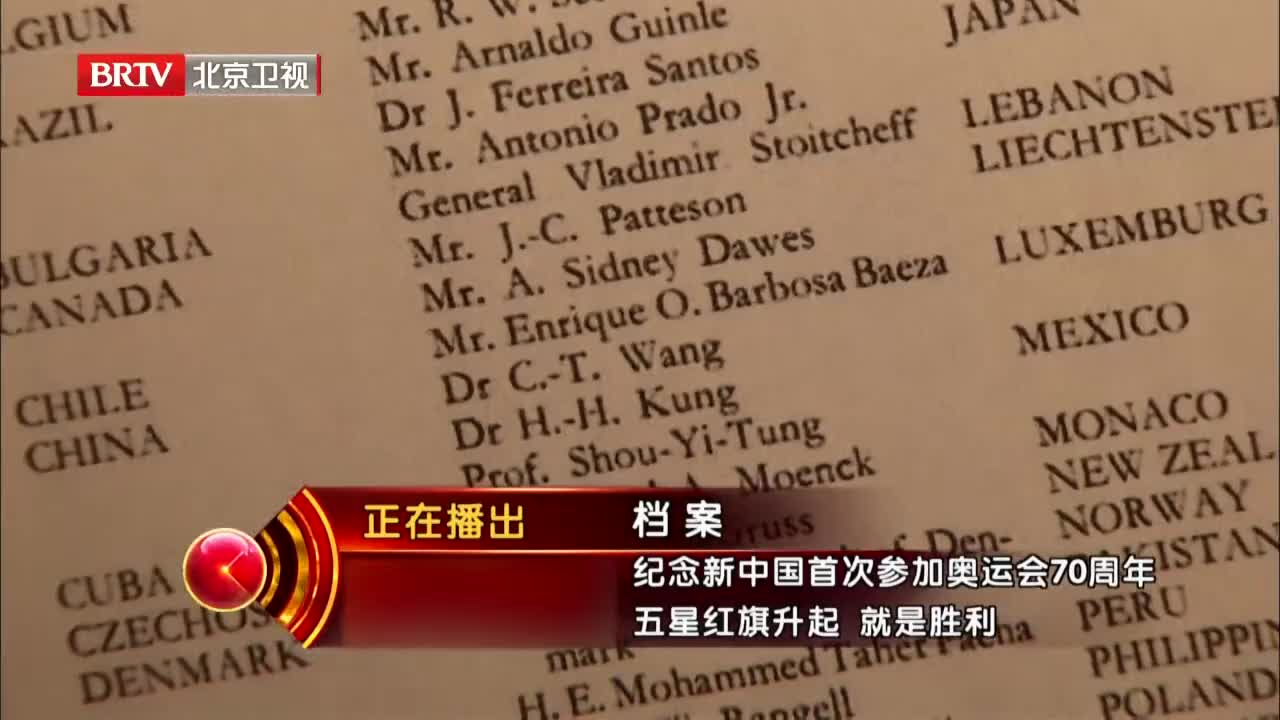 BRTV 北京卫视
BELGIUM
Mr. R. W.
Mr. Arnaldo Guinle
Dr J. Ferreira Santos
Mr. Antonio Prado Jr.
General Vladimir Stoitcheff
BULGARIA
Mr. J.-C. Patteson
CANADA
Mr. A. Sidney Dawes
Mr. Enrique O. Barbosa Baeza
CHILE
Dr C.-T. Wang
CHINA
Dr H.-H. Kung
Prof. Shou-Yi-Tung
A. Moenck
CUBA
Den-
DENMARK
mark
H. E. Mohammed Taher Pacha
JAPAN
LEBANON
LIECHTENSTE
LUXEMBURG
MEXICO
MONACO
NEW ZEAL
NORWAY
KISTAN
PERU
PHILIPPIN
POLAND
正在播出
档案
纪念新中国首次参加奥运会70周年
五星红旗升起 就是胜利